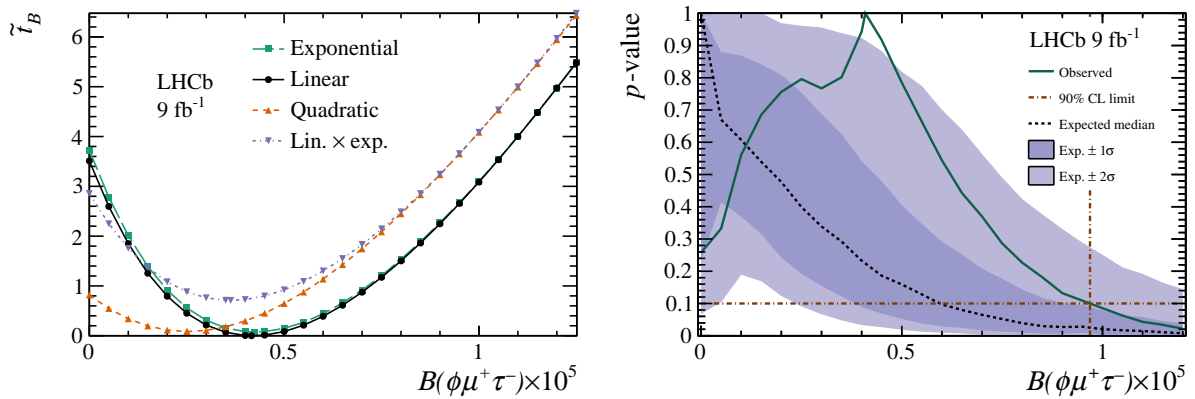 t̃_B
6
5
4
3
2
1
0
0
0.5
1
B(ϕμ⁺τ⁻)×10⁵
LHCb
9 fb⁻¹
Exponential
Linear
Quadratic
Lin. × exp.
p-value
1
0.9
0.8
0.7
0.6
0.5
0.4
0.3
0.2
0.1
0
0
0.5
1
B(ϕμ⁺τ⁻)×10⁵
LHCb 9 fb⁻¹
Observed
90% CL limit
Expected median
Exp. ± 1σ
Exp. ± 2σ